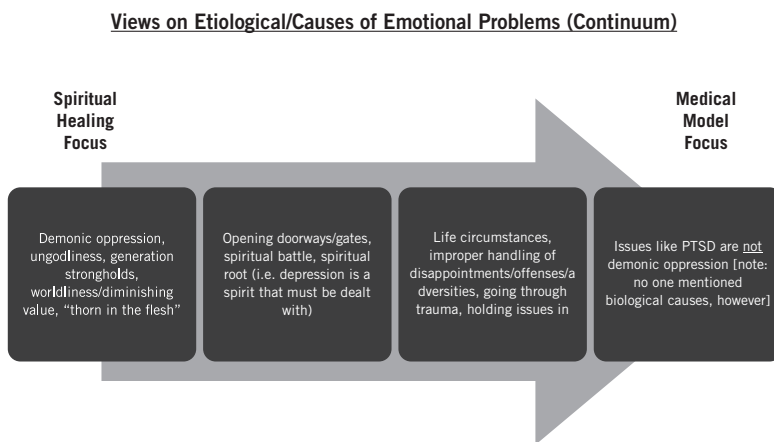 Views on Etiological/Causes of Emotional Problems (Continuum)
Spiritual
Healing
Focus
Medical
Model
Focus
Demonic oppression,
ungodliness, generation
strongholds,
worldliness/diminishing
value, “thorn in the flesh”
Opening doorways/gates,
spiritual battle, spiritual
root (i.e. depression is a
spirit that must be dealt
with)
Life circumstances,
improper handling of
disappointments/offenses/a
dversities, going through
trauma, holding issues in
Issues like PTSD are not
demonic oppression [note:
no one mentioned
biological causes, however]